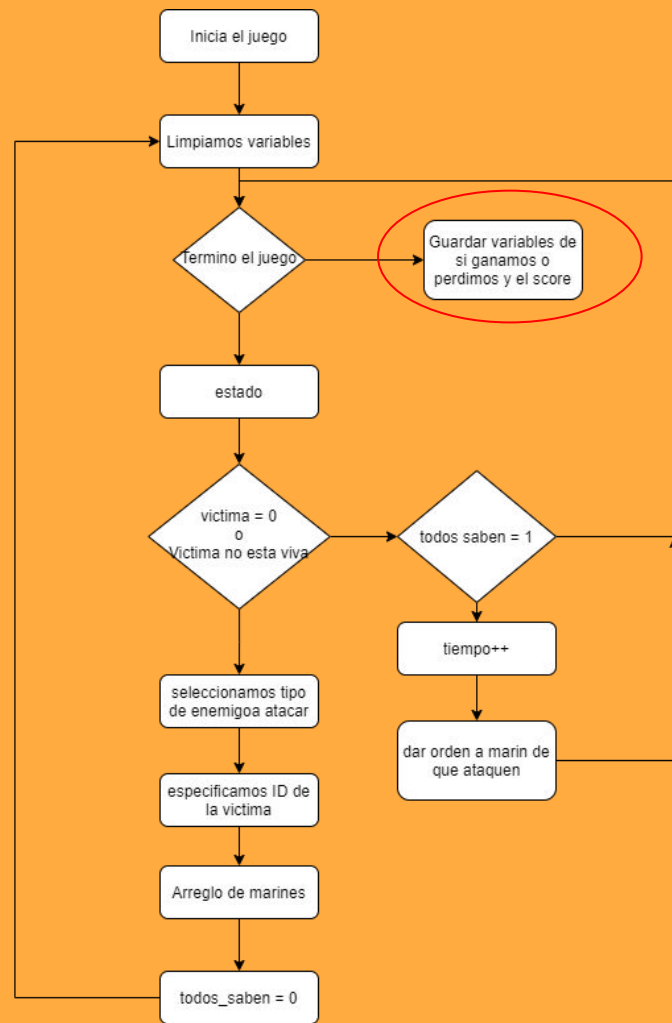 Inicia el juego
Limpiamos variables
Termino el juego
Guardar variables de
si ganamos o
perdimos y el score
estado
victima = 0
o
Victima no esta viva
todos saben = 1
tiempo++
seleccionamos tipo
de enemigoa atacar
dar orden a marin de
que ataquen
especificamos ID de
la victima
Arreglo de marines
todos_saben = 0